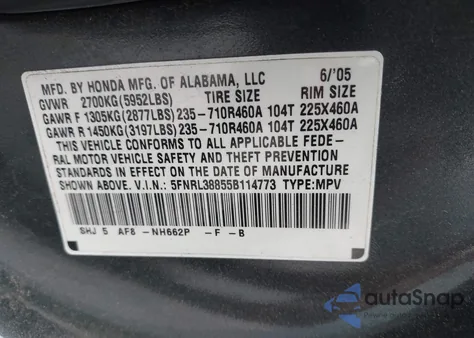 MFD. BY HONDA MFG. OF ALABAMA, LLC 6/'05
GVWR 2700KG(5952LBS) TIRE SIZE RIM SIZE
GAWR F 1305KG(2877LBS)235-710R460A 104T 225X460A
GAWR R 1450KG(3197LBS)235-710R460A 104T 225X460A
THIS VEHICLE CONFORMS TO ALL APPLICABLE FEDE-
RAL MOTOR VEHICLE SAFETY AND THEFT PREVENTION
STANDARDS IN EFFECT ON THE DATE OF MANUFACTURE
SHOWN ABOVE. V.I.N.: 5FNRL38855B114773 TYPE:MPV
SHJ 5 AF8 -NH662P -F -B
autoSnap